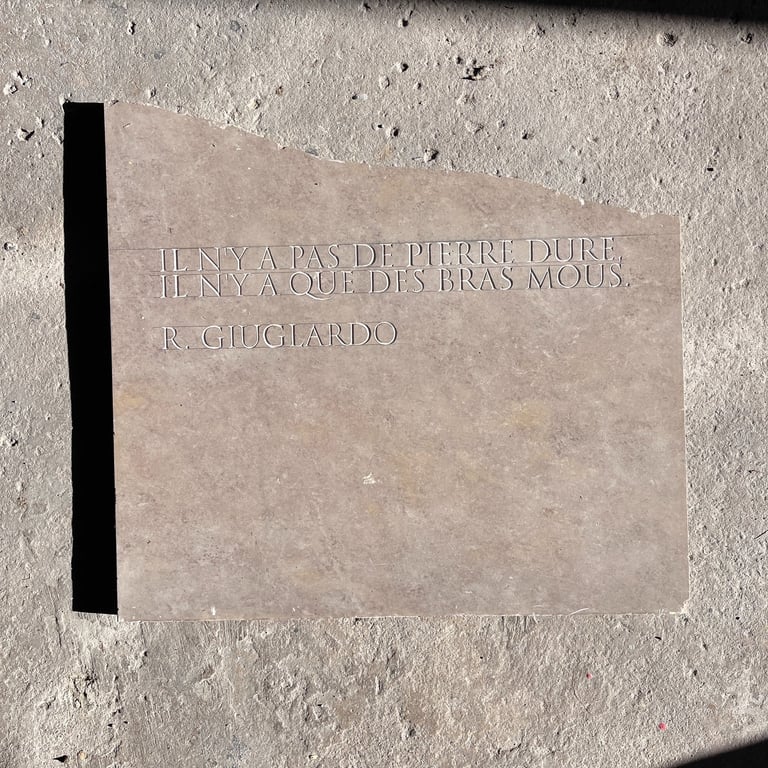 IL N'Y A PAS DE PIERRE DURE,
IL N'Y A QUE DES BRAS MOUS.
R. GIUGLARDO